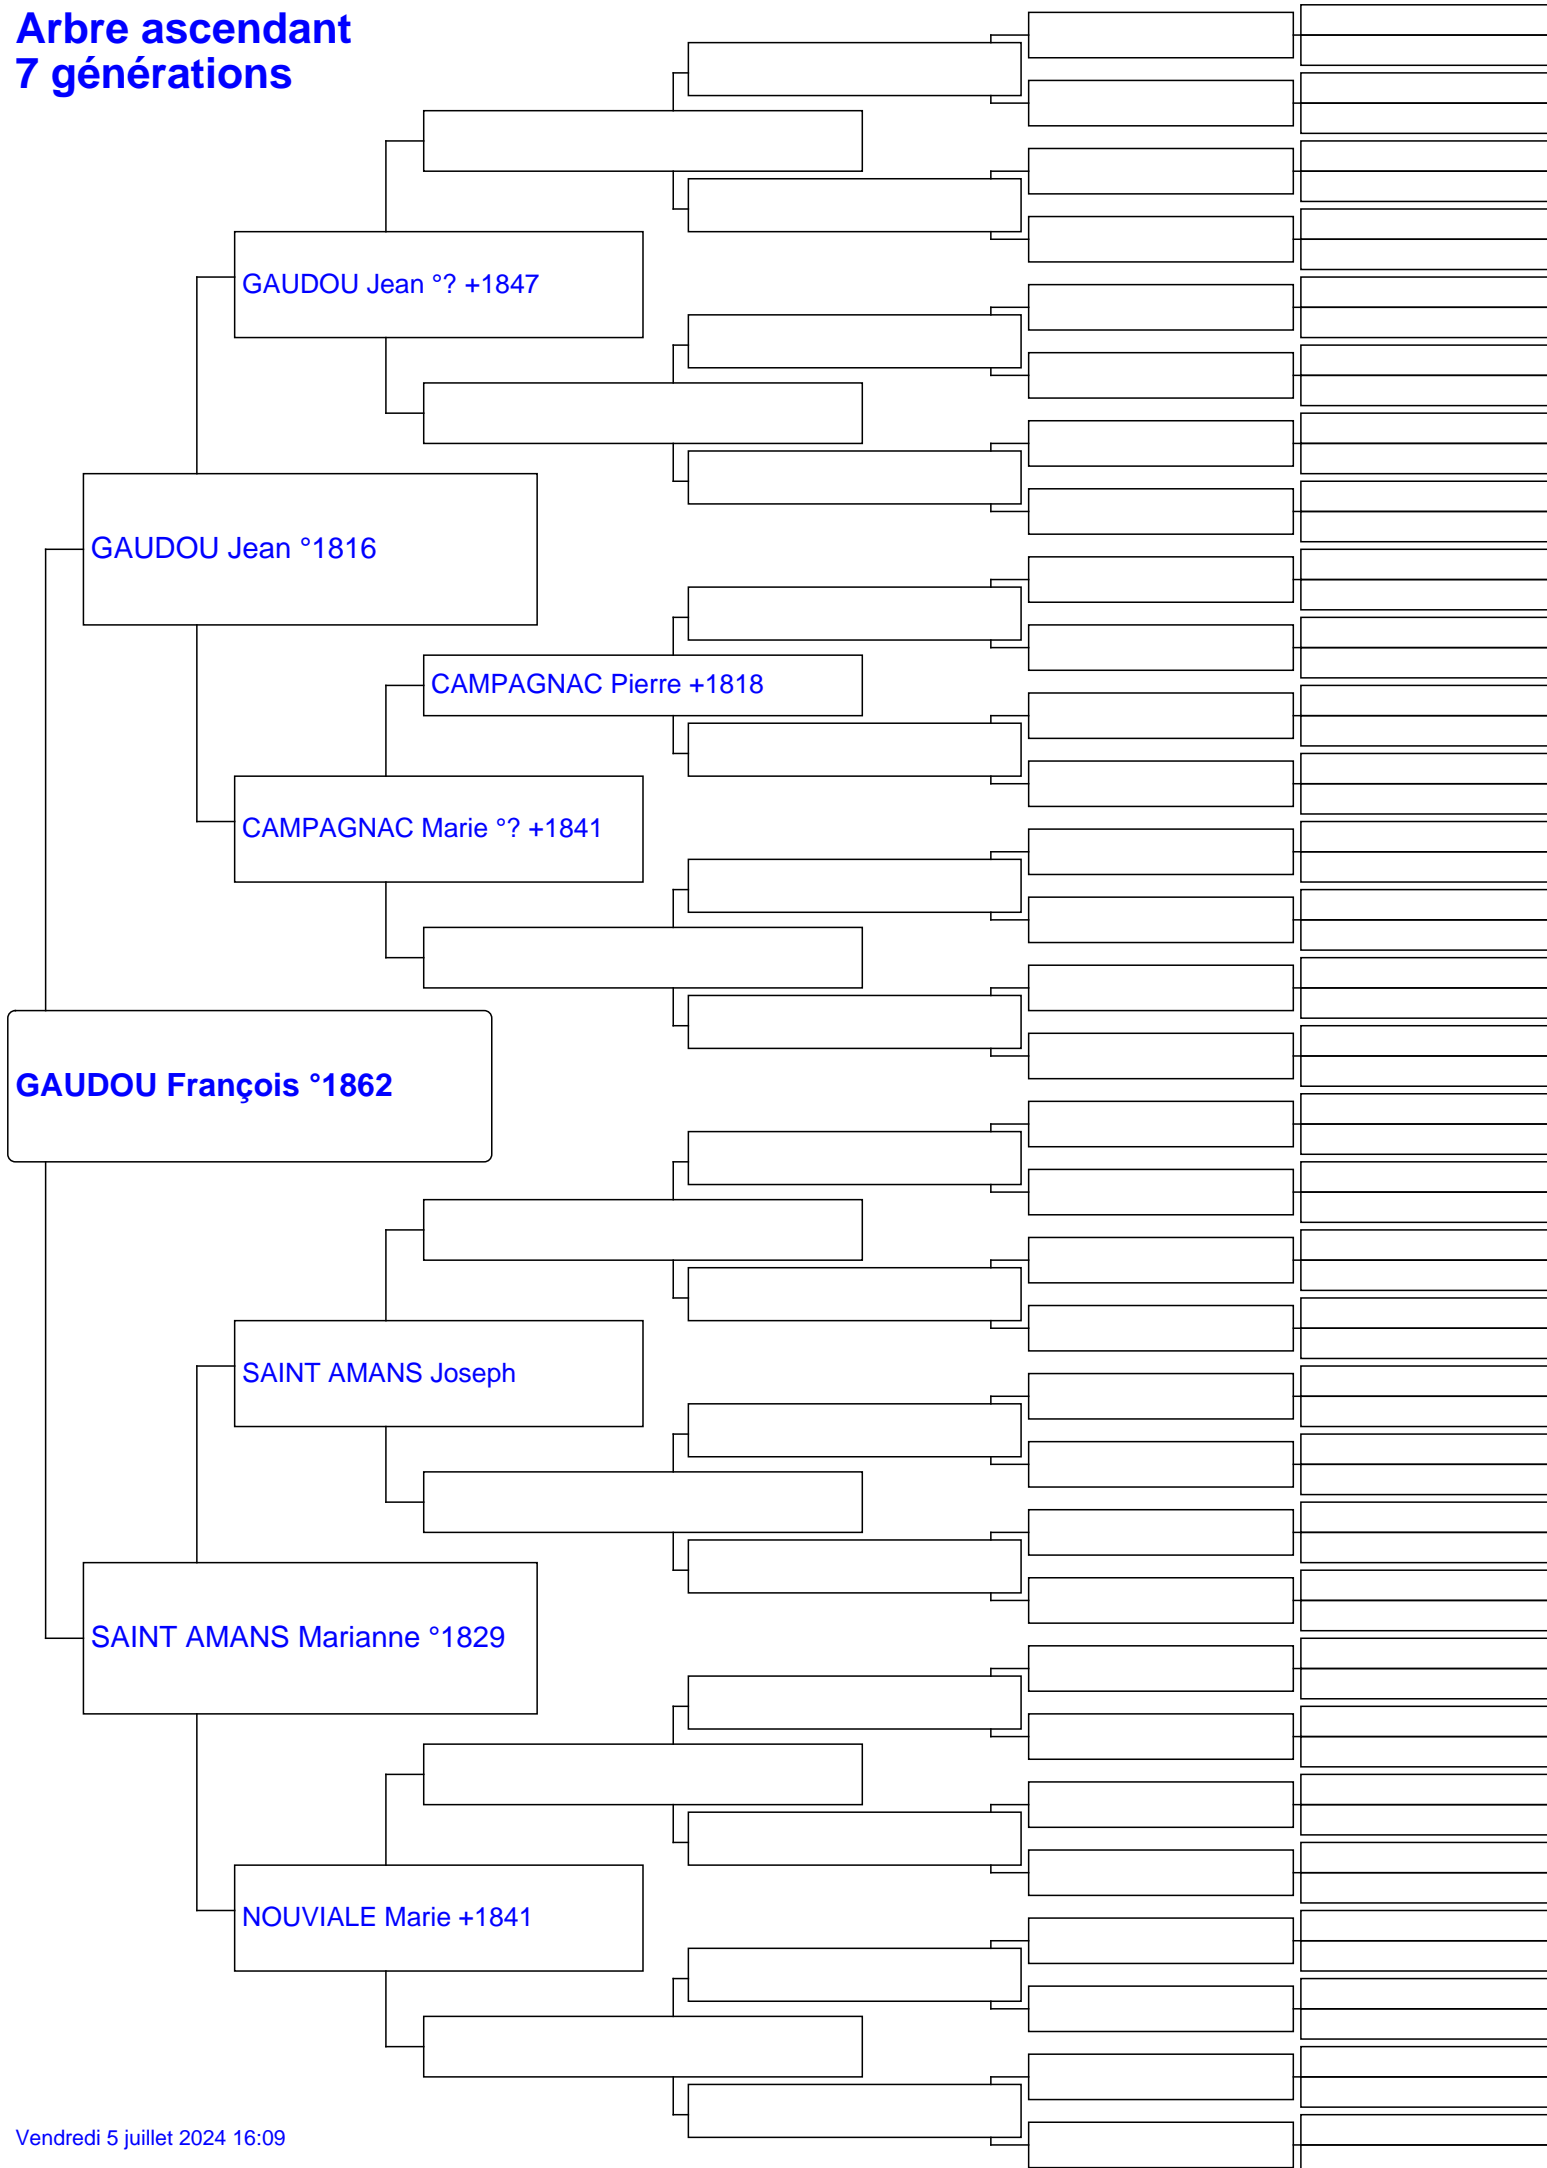 Arbre ascendant
7 générations
GAUDOU Jean °? +1847
GAUDOU Jean °1816
CAMPAGNAC Pierre +1818
CAMPAGNAC Marie °? +1841
GAUDOU François °1862
SAINT AMANS Joseph
SAINT AMANS Marianne °1829
NOUVIALE Marie +1841
Vendredi 5 juillet 2024 16:09